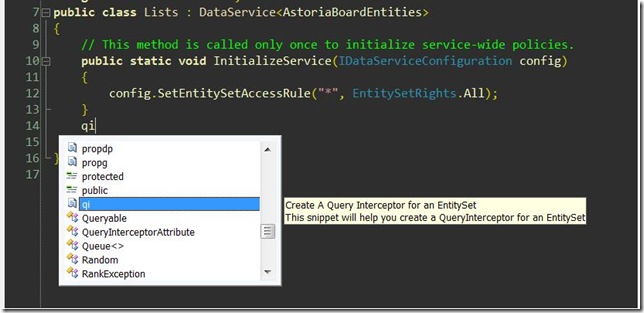 7 public class Lists : DataService<AstoriaBoardEntities>
8 {
9 // This method is called only once to initialize service-wide policies.
10 public static void InitializeService(IDataServiceConfiguration config)
11 {
12 config.SetEntitySetAccessRule("*", EntitySetRights.All);
13 }
14 qi
15
propdp
16 }
propg
17
protected
public
qi
Create A Query Interceptor for an EntitySet
This snippet will help you create a QueryInterceptor for an EntitySet
Queryable
QueryInterceptorAttribute
Queue<>
Random
RankException